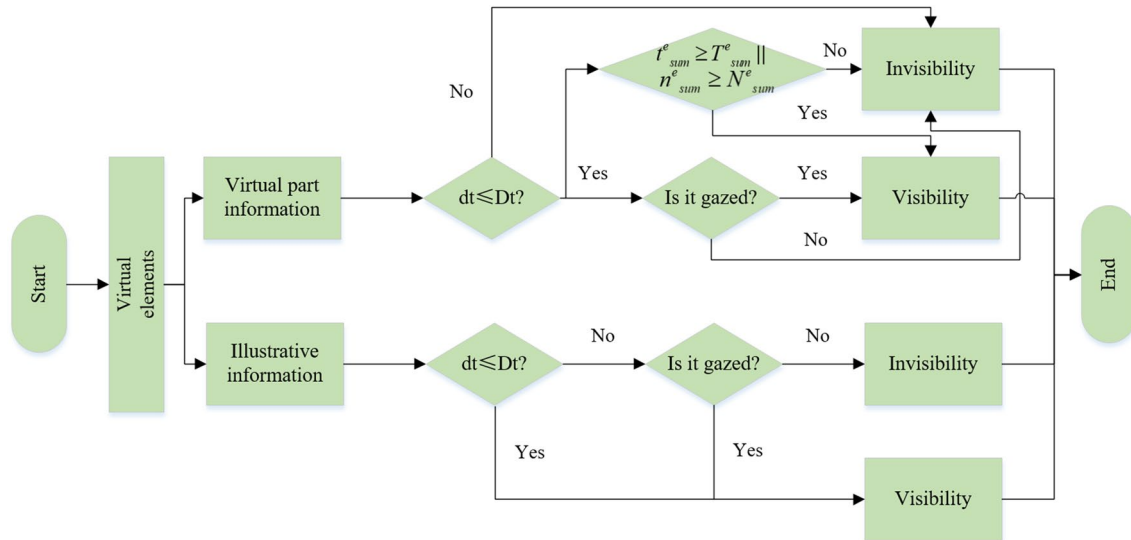 Start
Virtual
elements
Virtual part
information
Illustrative
information
dt≤Dt?
No
Yes
t^e_sum ≥ T^e_sum ||
n^e_sum ≥ N^e_sum
No
Yes
Invisibility
Is it gazed?
Yes
No
Visibility
dt≤Dt?
No
Yes
Is it gazed?
No
Yes
Invisibility
Visibility
End